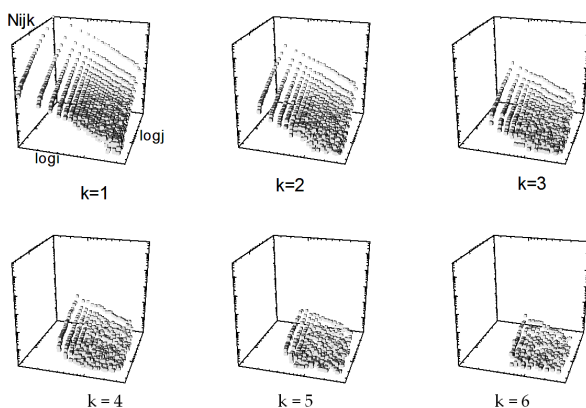 Nijk
logi
logj
k=1
k=2
k=3
k = 4
k = 5
k = 6